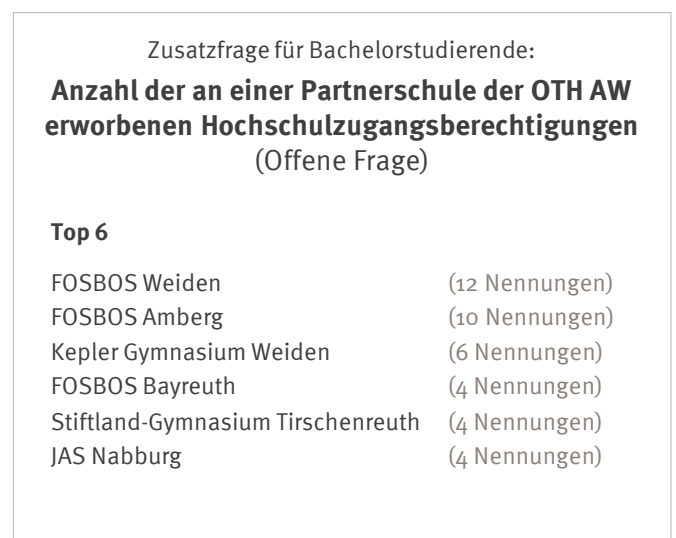 Zusatzfrage für Bachelorstudierende:
Anzahl der an einer Partnerschule der OTH AW
erworbenen Hochschulzugangsberechtigungen
(Offene Frage)
Top 6
FOSBOS Weiden (12 Nennungen)
FOSBOS Amberg (10 Nennungen)
Kepler Gymnasium Weiden (6 Nennungen)
FOSBOS Bayreuth (4 Nennungen)
Stiftland-Gymnasium Tirschenreuth (4 Nennungen)
JAS Nabburg (4 Nennungen)